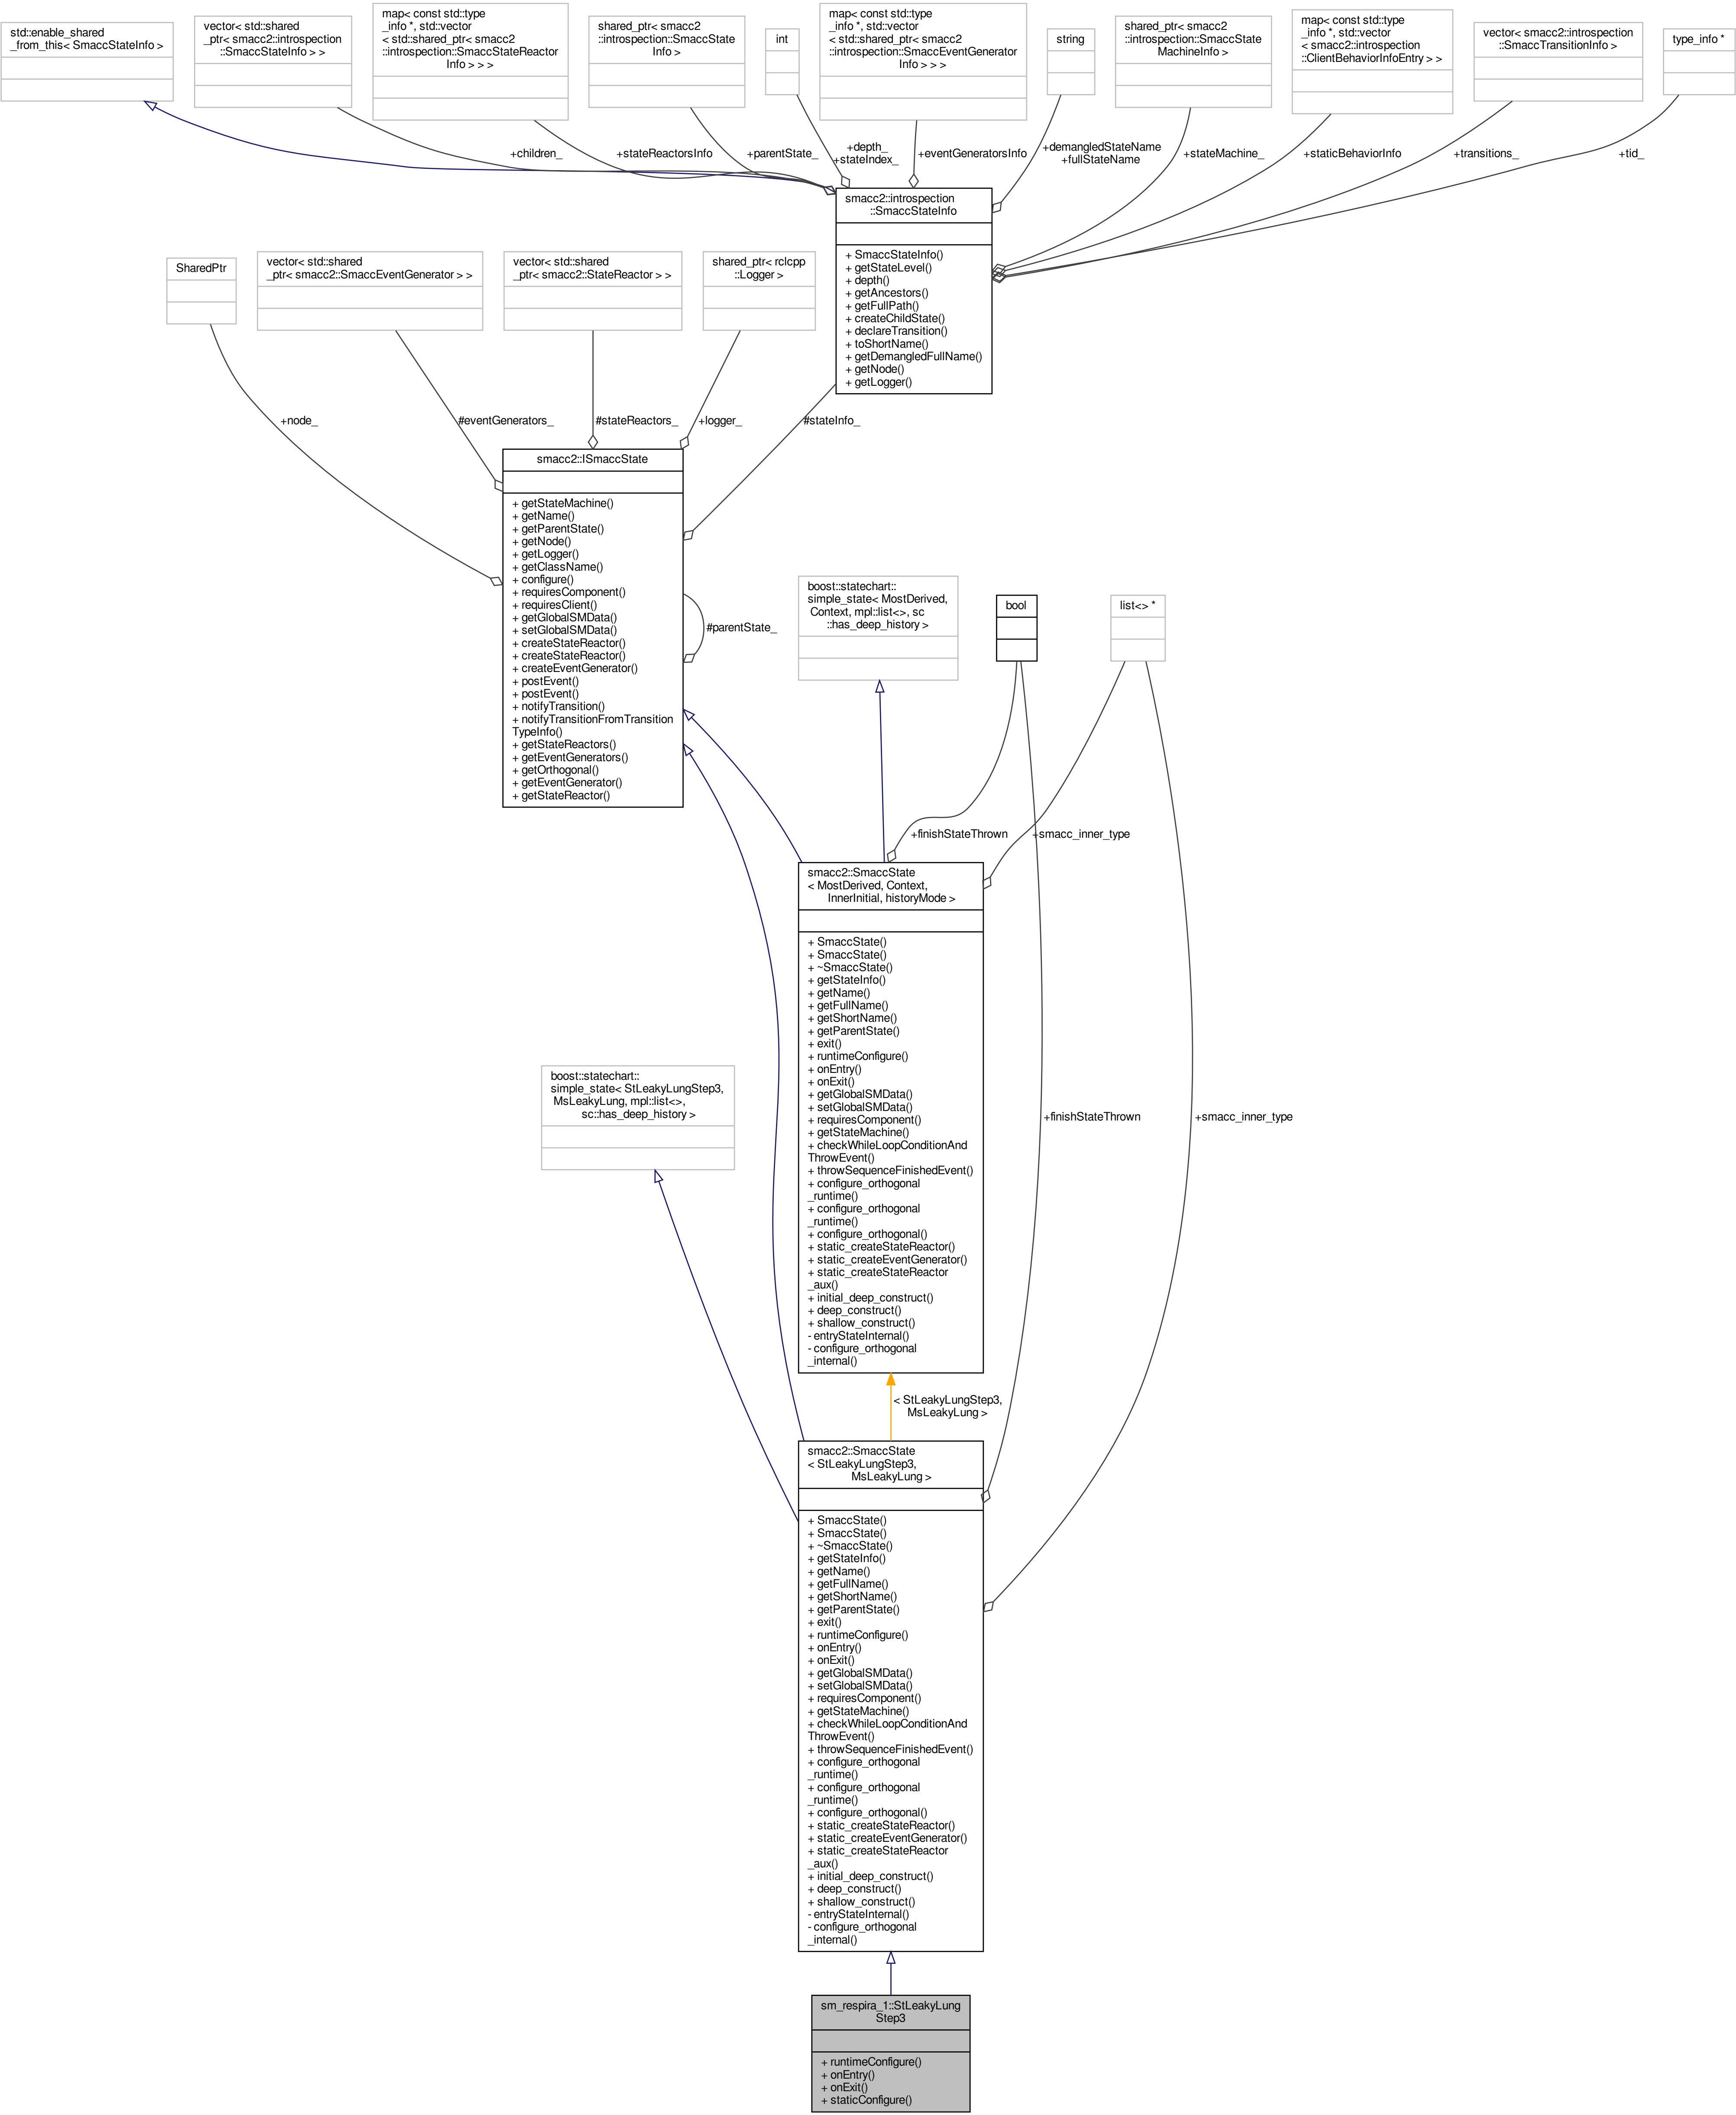 std::enable_shared
_from_this< SmaccStateInfo >
vector< std::shared
_ptr< smacc2::introspection
::SmaccStateInfo > >
map< const std::type
_info *, std::vector
< std::shared_ptr< smacc2
::introspection::SmaccStateReactor
Info > > >
shared_ptr< smacc2
::introspection::SmaccState
Info >
int
map< const std::type
_info *, std::vector
< std::shared_ptr< smacc2
::introspection::SmaccEventGenerator
Info > > >
string
shared_ptr< smacc2
::introspection::SmaccState
MachineInfo >
map< const std::type
_info *, std::vector
< smacc2::introspection
::ClientBehaviorInfoEntry > >
vector< smacc2::introspection
::SmaccTransitionInfo >
type_info *
+children_
+stateReactorsInfo
+parentState_
+depth_
+stateIndex_
+eventGeneratorsInfo
+demangledStateName
+fullStateName
+stateMachine_
+staticBehaviorInfo
+transitions_
+tid_
smacc2::introspection
::SmaccStateInfo
+ SmaccStateInfo()
+ getStateLevel()
+ depth()
+ getAncestors()
+ getFullPath()
+ createChildState()
+ declareTransition()
+ toShortName()
+ getDemangledFullName()
+ getNode()
+ getLogger()
SharedPtr
vector< std::shared
_ptr< smacc2::SmaccEventGenerator > >
vector< std::shared
_ptr< smacc2::StateReactor > >
shared_ptr< rclcpp
::Logger >
+node_
#eventGenerators_
#stateReactors_
+logger_
#stateInfo_
smacc2::ISmaccState
+ getStateMachine()
+ getName()
+ getParentState()
+ getNode()
+ getLogger()
+ getClassName()
+ configure()
+ requiresComponent()
+ requiresClient()
+ getGlobalSMData()
+ setGlobalSMData()
+ createStateReactor()
+ createStateReactor()
+ createEventGenerator()
+ postEvent()
+ postEvent()
+ notifyTransition()
+ notifyTransitionFromTransition
TypeInfo()
+ getStateReactors()
+ getEventGenerators()
+ getOrthogonal()
+ getEventGenerator()
+ getStateReactor()
#parentState_
boost::statechart::
simple_state< MostDerived,
Context, mpl::list<>, sc
::has_deep_history >
bool
list<> *
+finishStateThrown
+smacc_inner_type
smacc2::SmaccState
< MostDerived, Context,
InnerInitial, historyMode >
+ SmaccState()
+ SmaccState()
+ ~SmaccState()
+ getStateInfo()
+ getName()
+ getFullName()
+ getShortName()
+ getParentState()
+ exit()
+ runtimeConfigure()
+ onEntry()
+ onExit()
+ getGlobalSMData()
+ setGlobalSMData()
+ requiresComponent()
+ getStateMachine()
+ checkWhileLoopConditionAnd
ThrowEvent()
+ throwSequenceFinishedEvent()
+ configure_orthogonal
_runtime()
+ configure_orthogonal
_runtime()
+ configure_orthogonal()
+ static_createStateReactor()
+ static_createEventGenerator()
+ static_createStateReactor
_aux()
+ initial_deep_construct()
+ deep_construct()
+ shallow_construct()
- entryStateInternal()
- configure_orthogonal
_internal()
boost::statechart::
simple_state< StLeakyLungStep3,
MsLeakyLung, mpl::list<>,
sc::has_deep_history >
+finishStateThrown
+smacc_inner_type
< StLeakyLungStep3,
MsLeakyLung >
smacc2::SmaccState
< StLeakyLungStep3,
MsLeakyLung >
+ SmaccState()
+ SmaccState()
+ ~SmaccState()
+ getStateInfo()
+ getName()
+ getFullName()
+ getShortName()
+ getParentState()
+ exit()
+ runtimeConfigure()
+ onEntry()
+ onExit()
+ getGlobalSMData()
+ setGlobalSMData()
+ requiresComponent()
+ getStateMachine()
+ checkWhileLoopConditionAnd
ThrowEvent()
+ throwSequenceFinishedEvent()
+ configure_orthogonal
_runtime()
+ configure_orthogonal
_runtime()
+ configure_orthogonal()
+ static_createStateReactor()
+ static_createEventGenerator()
+ static_createStateReactor
_aux()
+ initial_deep_construct()
+ deep_construct()
+ shallow_construct()
- entryStateInternal()
- configure_orthogonal
_internal()
sm_respira_1::StLeakyLung
Step3
+ runtimeConfigure()
+ onEntry()
+ onExit()
+ staticConfigure()